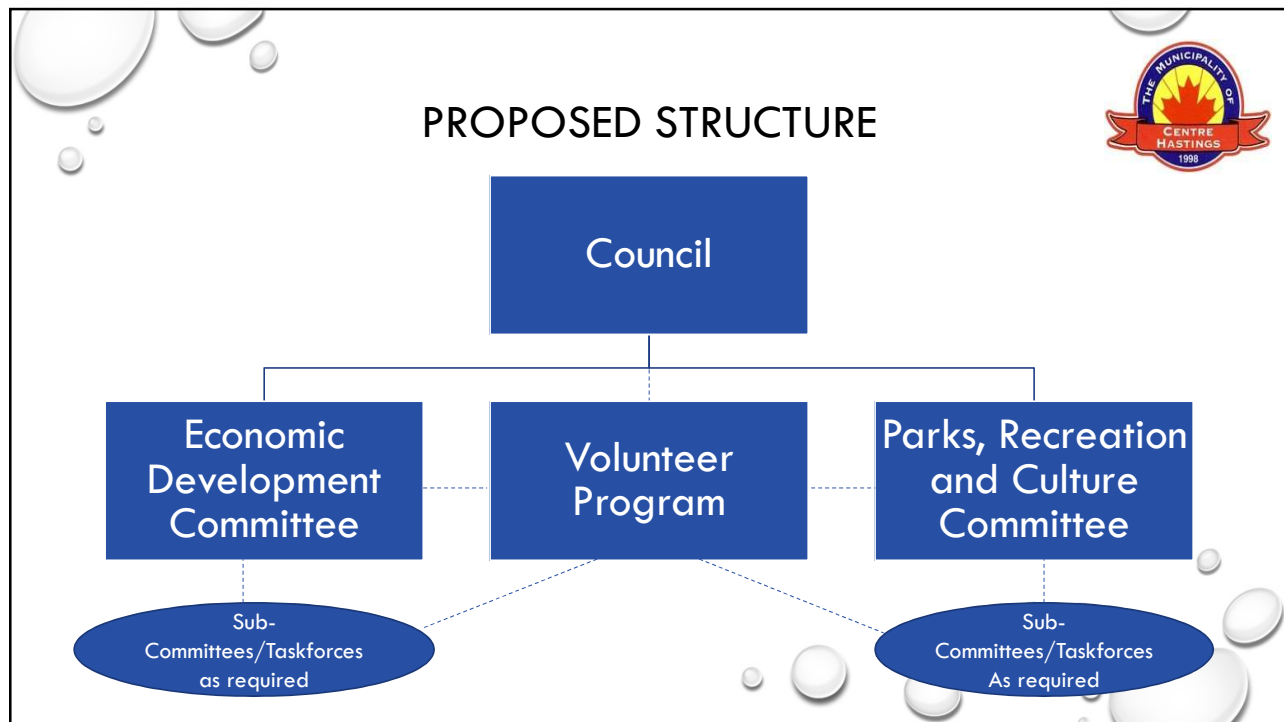 PROPOSED STRUCTURE
THE MUNICIPALITY OF
CENTRE
HASTINGS
1998
Council
Economic
Development
Committee
Volunteer
Program
Parks, Recreation
and Culture
Committee
Sub-
Committees/Taskforces
as required
Sub-
Committees/Taskforces
As required